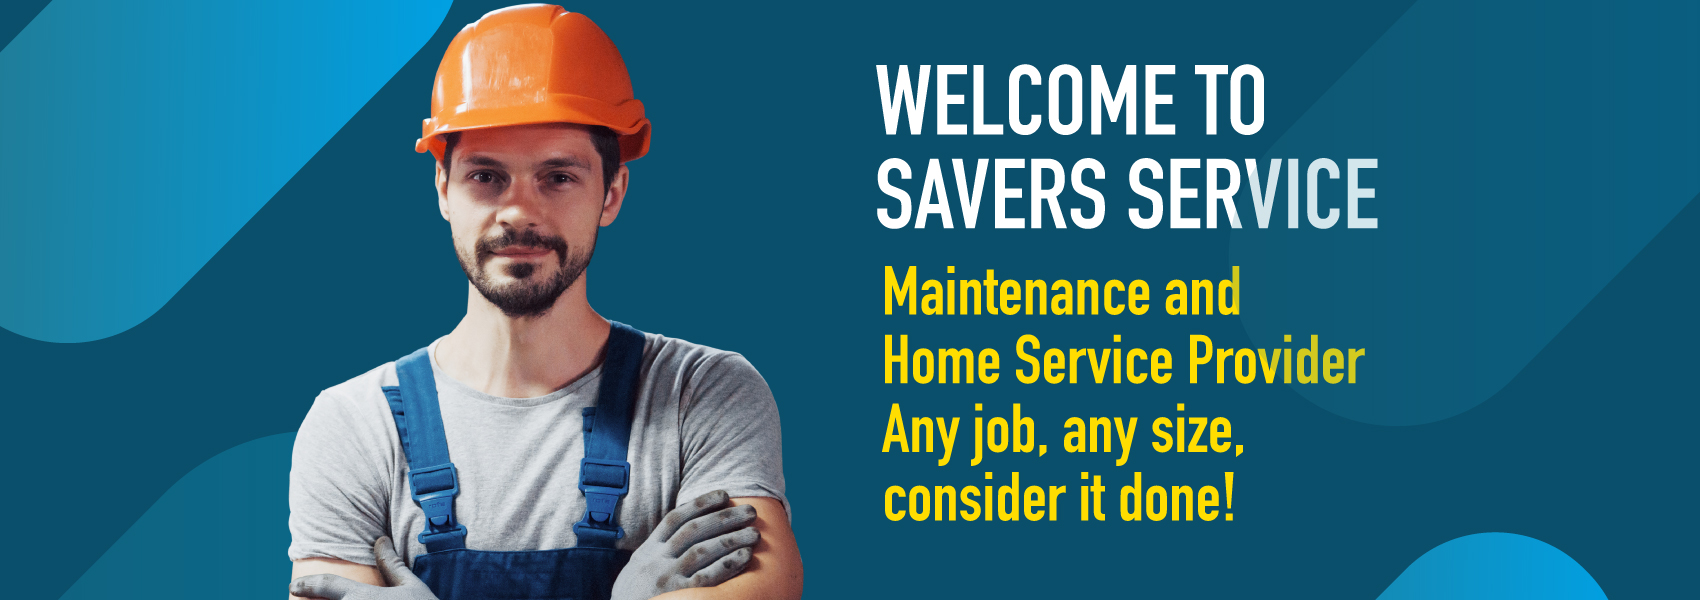 WELCOME TO
SAVERS SERVICE
Maintenance and
Home Service Provider
Any job, any size,
consider it done!